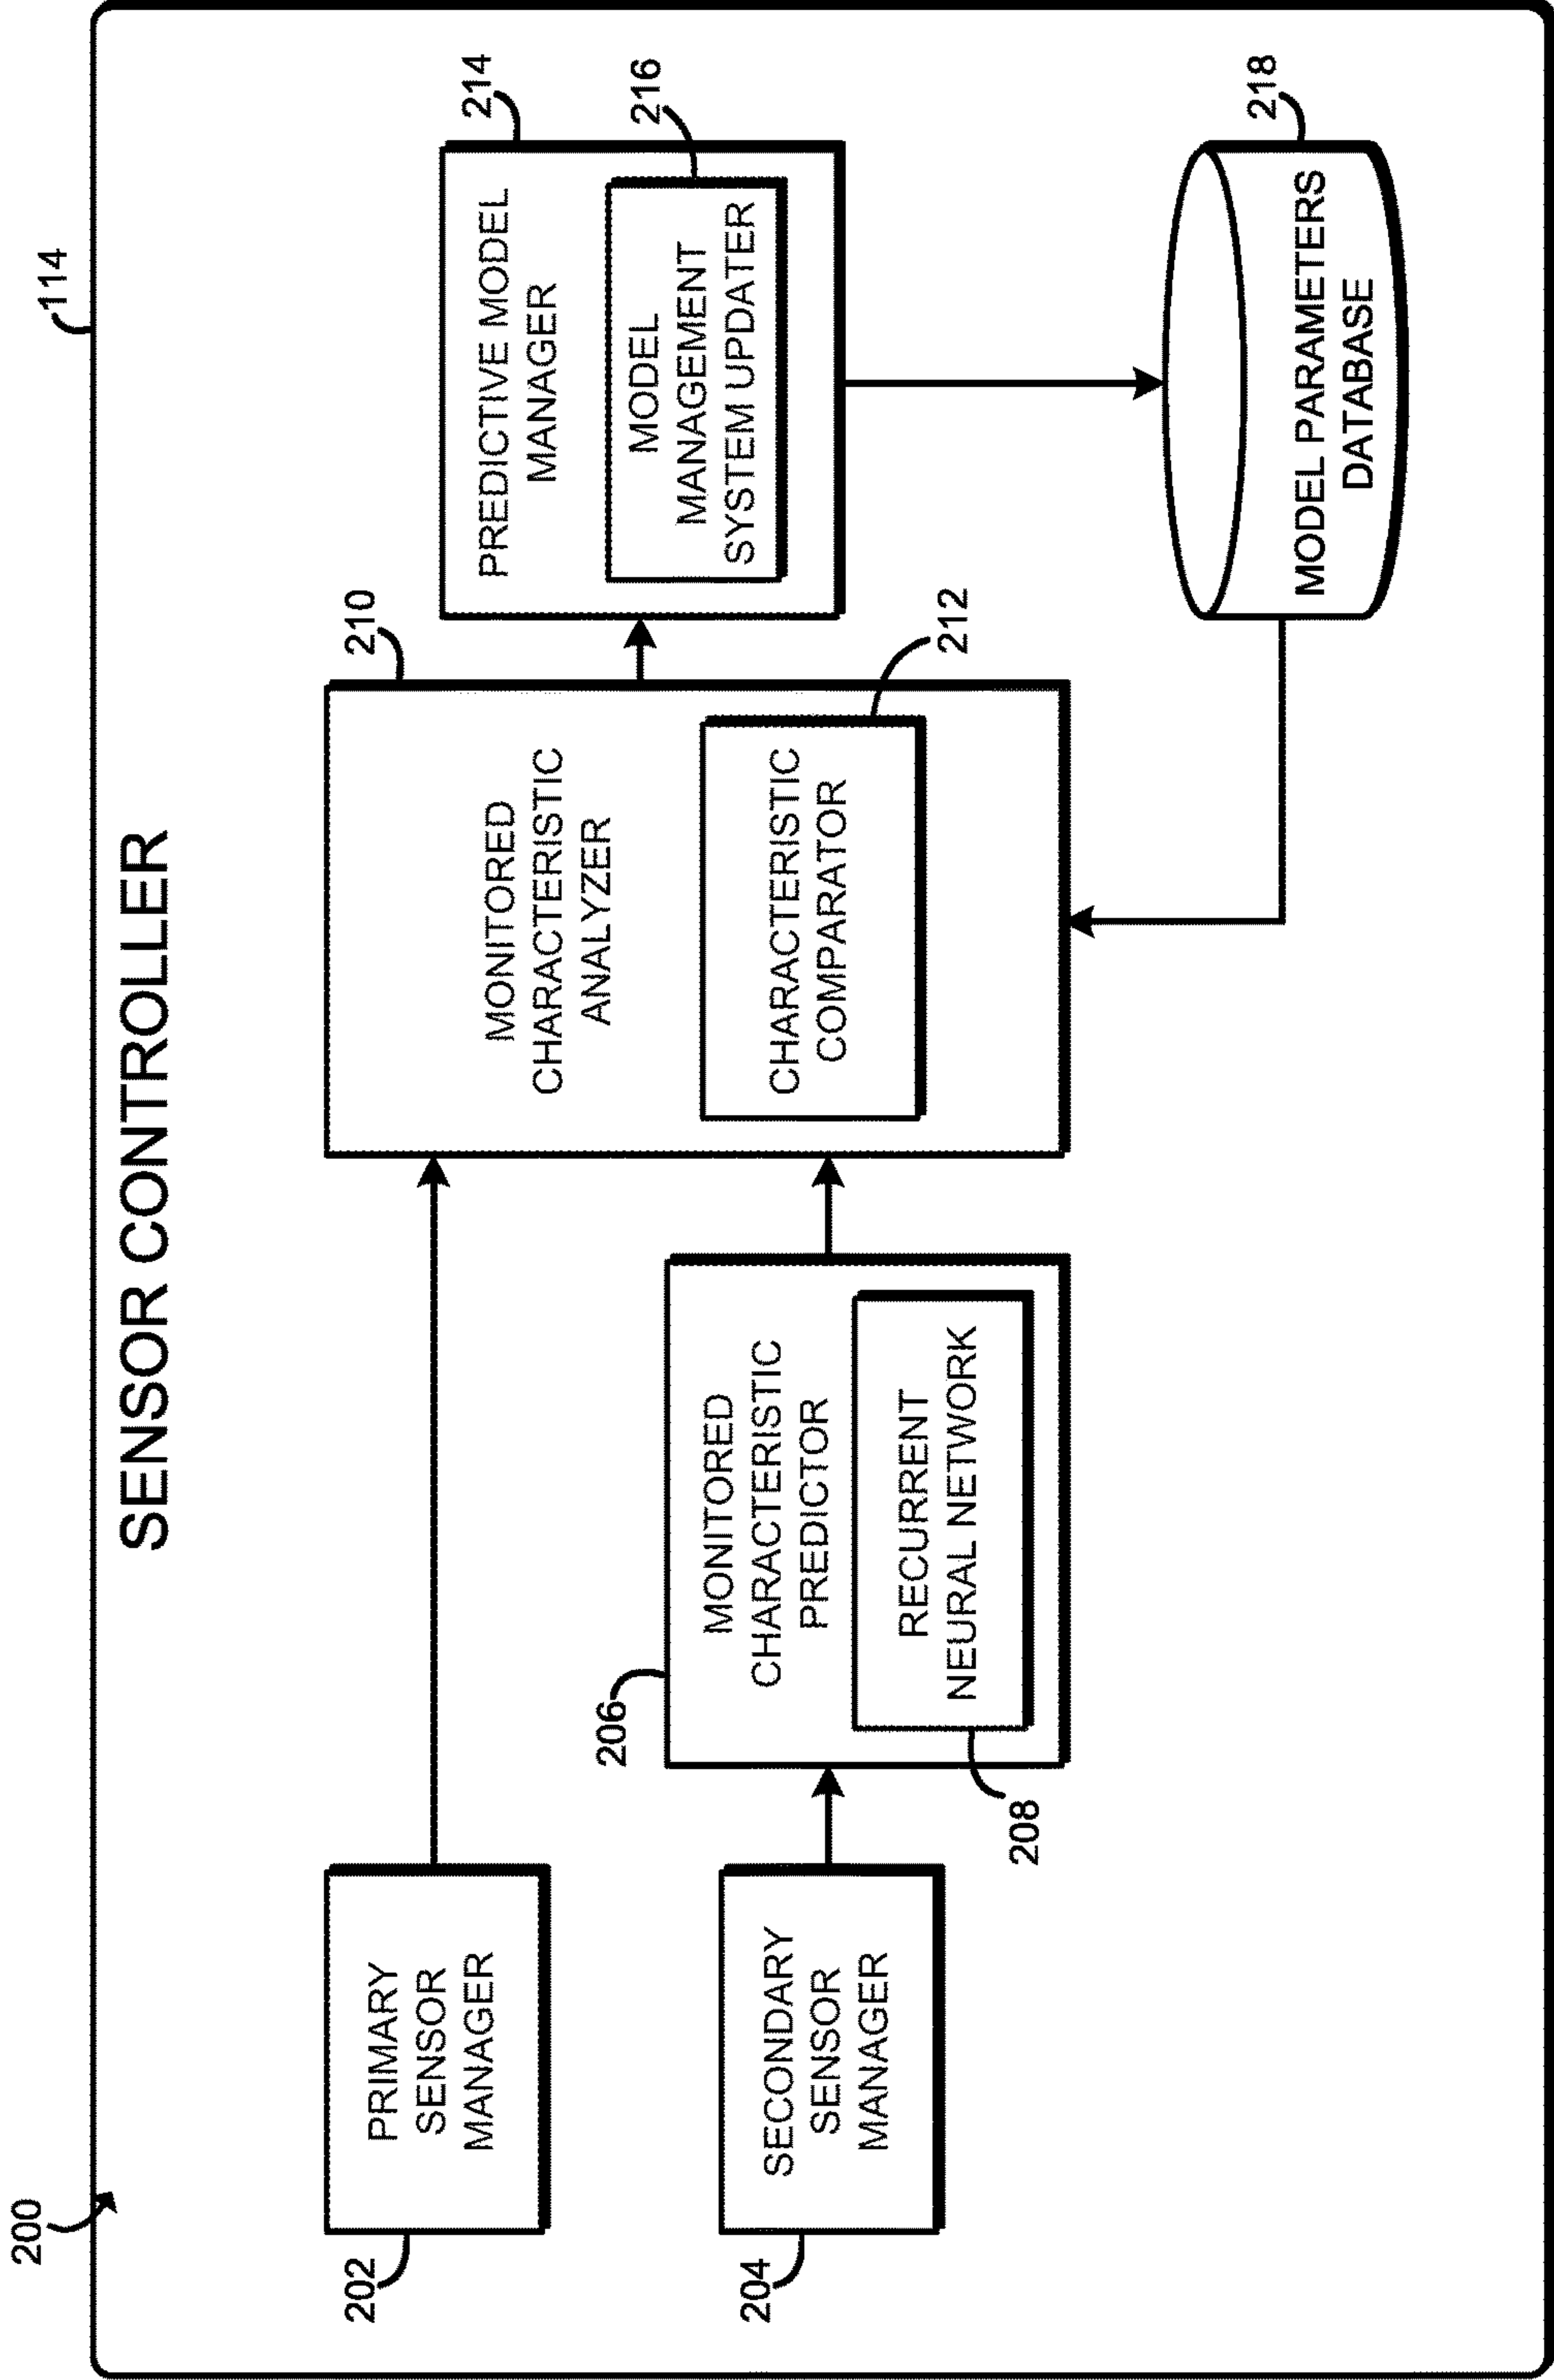 200
114
SENSOR CONTROLLER
202
PRIMARY
SENSOR
MANAGER
204
SECONDARY
SENSOR
MANAGER
206
MONITORED
CHARACTERISTIC
PREDICTOR
RECURRENT
NEURAL NETWORK
208
210
MONITORED
CHARACTERISTIC
ANALYZER
CHARACTERISTIC
COMPARATOR
212
214
PREDICTIVE MODEL
MANAGER
216
MODEL
MANAGEMENT
SYSTEM UPDATER
218
MODEL PARAMETERS
DATABASE